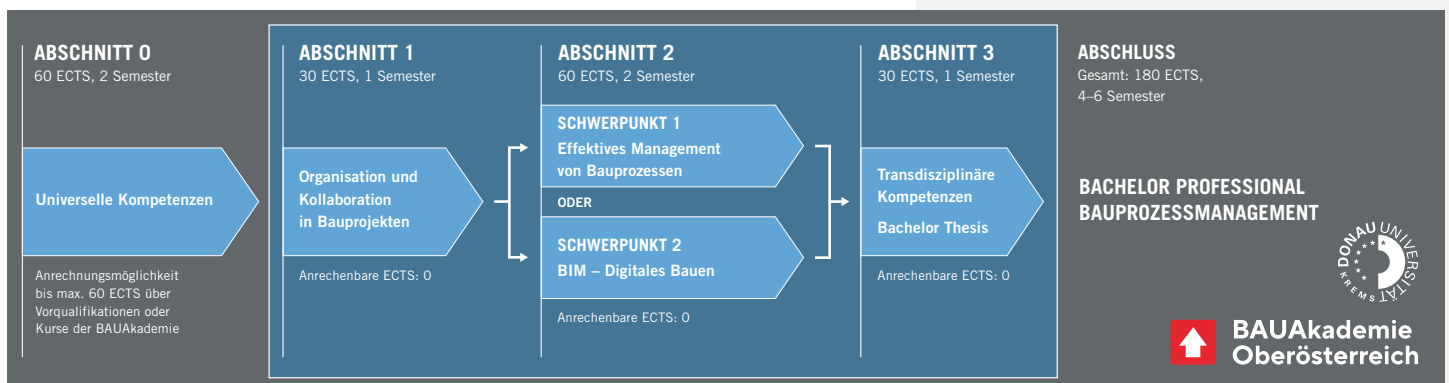 ABSCHNITT 0
60 ECTS, 2 Semester
Universelle Kompetenzen
Anrechnungsmöglichkeit
bis max. 60 ECTS über
Vorqualifikationen oder
Kurse der BAUAkademie
ABSCHNITT 1
30 ECTS, 1 Semester
Organisation und
Kollaboration
in Bauprojekten
Anrechenbare ECTS: 0
ABSCHNITT 2
60 ECTS, 2 Semester
SCHWERPUNKT 1
Effektives Management
von Bauprozessen
ODER
SCHWERPUNKT 2
BIM – Digitales Bauen
Anrechenbare ECTS: 0
ABSCHNITT 3
30 ECTS, 1 Semester
Transdisziplinäre
Kompetenzen
Bachelor Thesis
Anrechenbare ECTS: 0
ABSCHLUSS
Gesamt: 180 ECTS,
4–6 Semester
BACHELOR PROFESSIONAL
BAUPROZESSMANAGEMENT
DONAU UNIVERSITÄT
KREMS
BAUAkademie
Oberösterreich